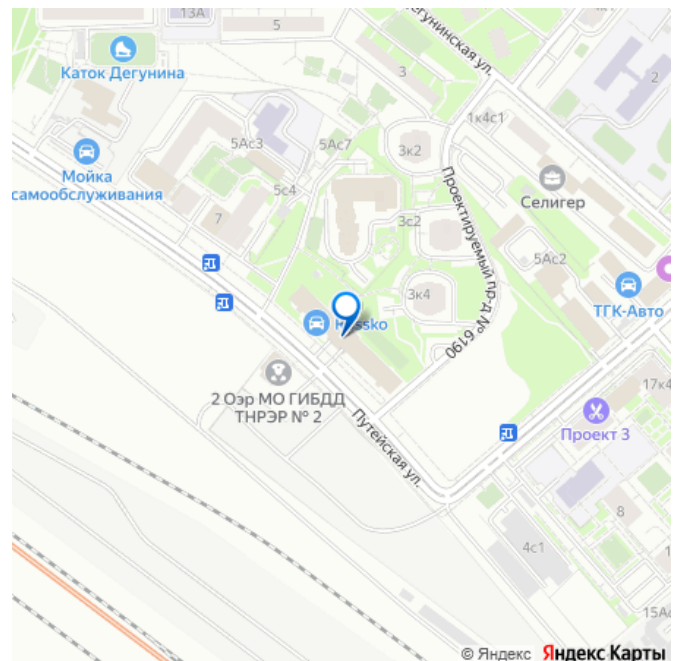 13А
5
Каток Дегунина
3
2
1к4с1
5Ас3
5Ас7
3к2
Мойка
самообслуживания
5с4
Селигер
7
3с2
Проектируемый пр-д № 6190
5Ас2
3к4
ТГК-Авто
2 Оэр МО ГИБДД
ТНРЭР № 2
Путейская ул.
17к4
Проект 3
8
4с1
15А
© Яндекс Яндекс Карты